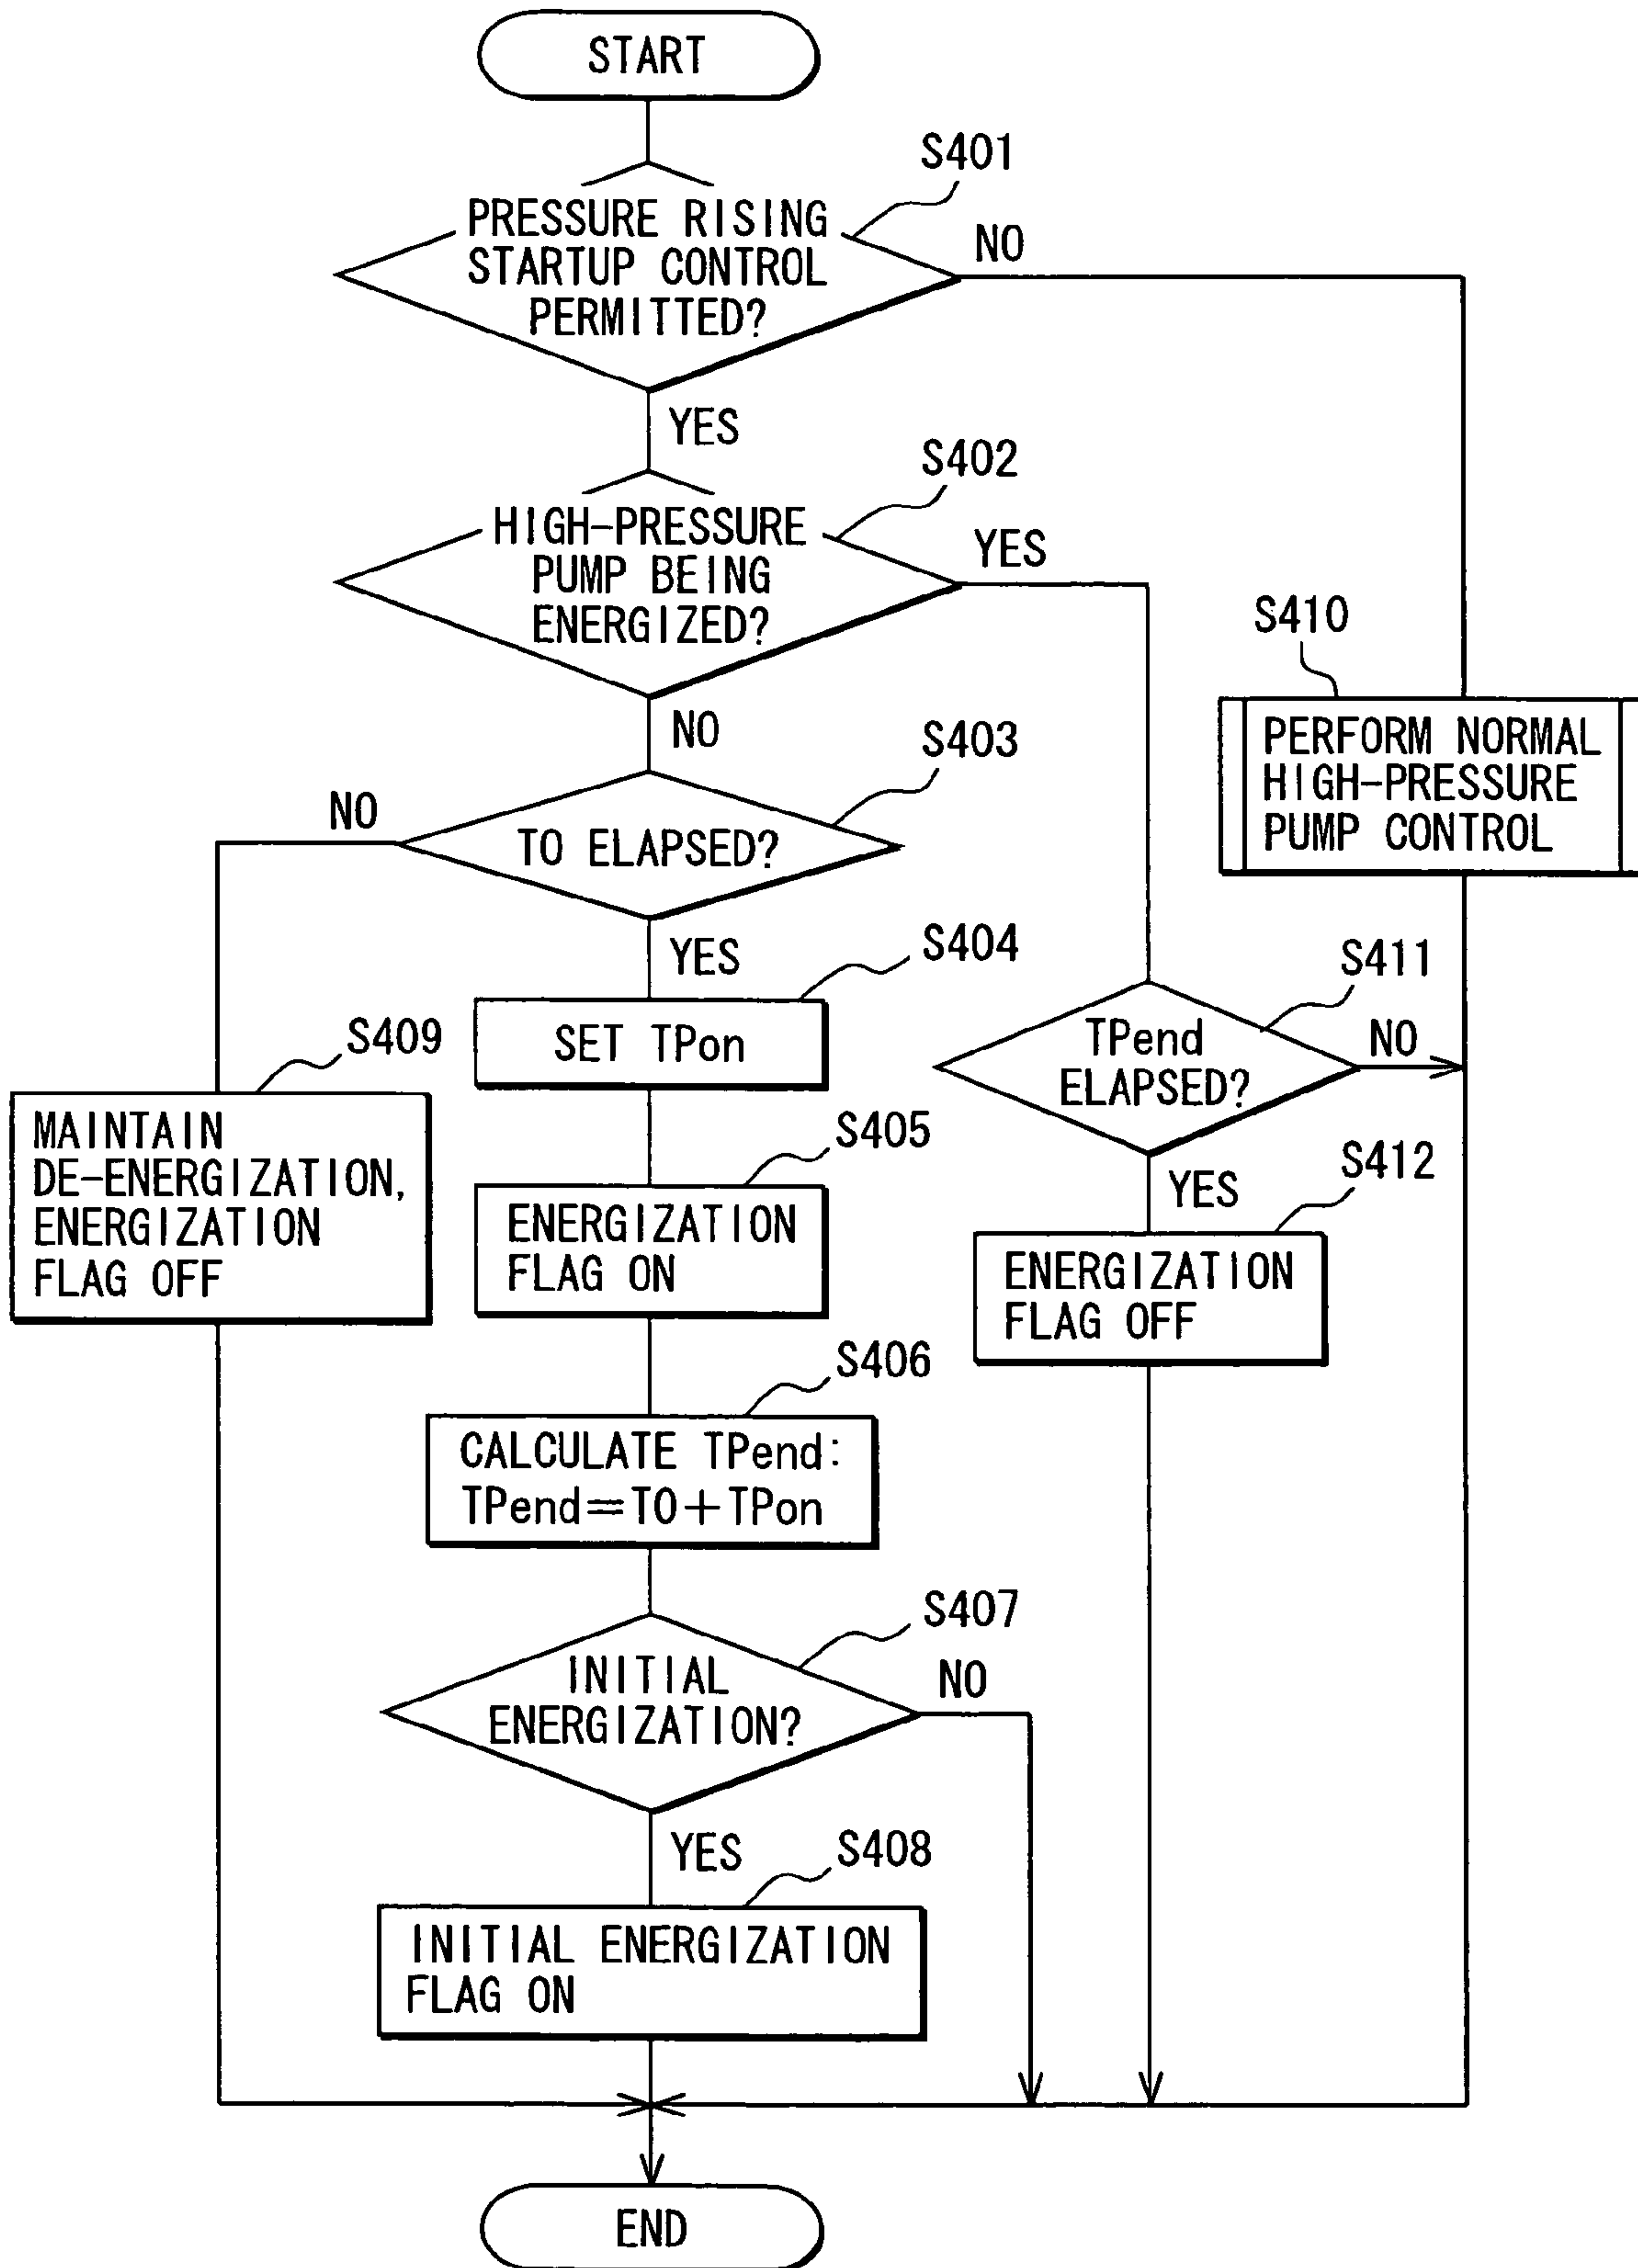 START
S401
PRESSURE RISING
STARTUP CONTROL
PERMITTED?
NO
YES
S402
HIGH-PRESSURE
PUMP BEING
ENERGIZED?
YES
NO
S403
TO ELAPSED?
NO
YES
S404
SET TPon
S405
ENERGIZATION
FLAG ON
S406
CALCULATE TPend:
TPend=TO+TPon
S407
INITIAL
ENERGIZATION?
NO
YES
S408
INITIAL ENERGIZATION
FLAG ON
S409
MAINTAIN
DE-ENERGIZATION,
ENERGIZATION
FLAG OFF
S410
PERFORM NORMAL
HIGH-PRESSURE
PUMP CONTROL
S411
TPend
ELAPSED?
NO
YES
S412
ENERGIZATION
FLAG OFF
END